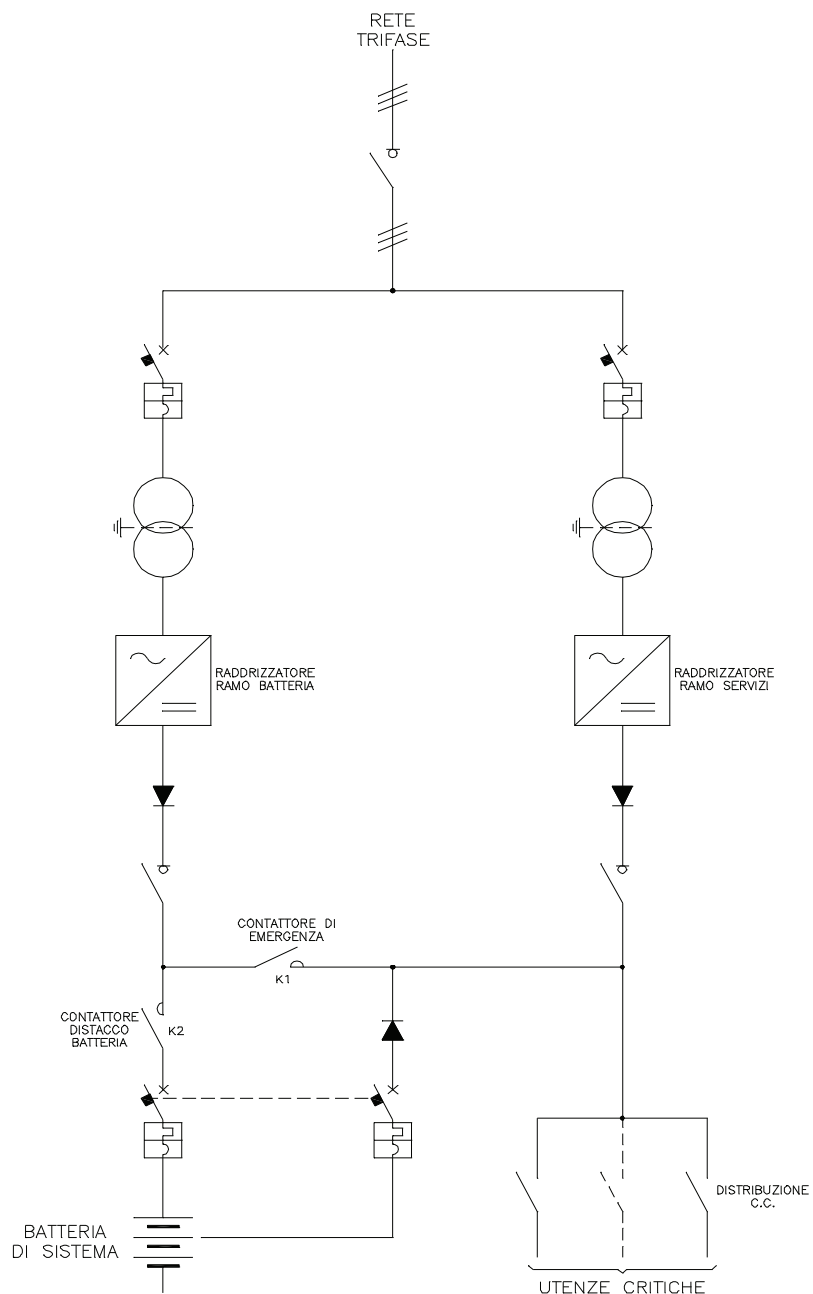 RETE
TRIFASE
RADDRIZZATORE
RAMO BATTERIA
RADDRIZZATORE
RAMO SERVIZI
CONTATTORE DI
EMERGENZA
K1
CONTATTORE
DISTACCO
BATTERIA
K2
DISTRIBUZIONE
C.C.
BATTERIA
DI SISTEMA
UTENZE CRITICHE